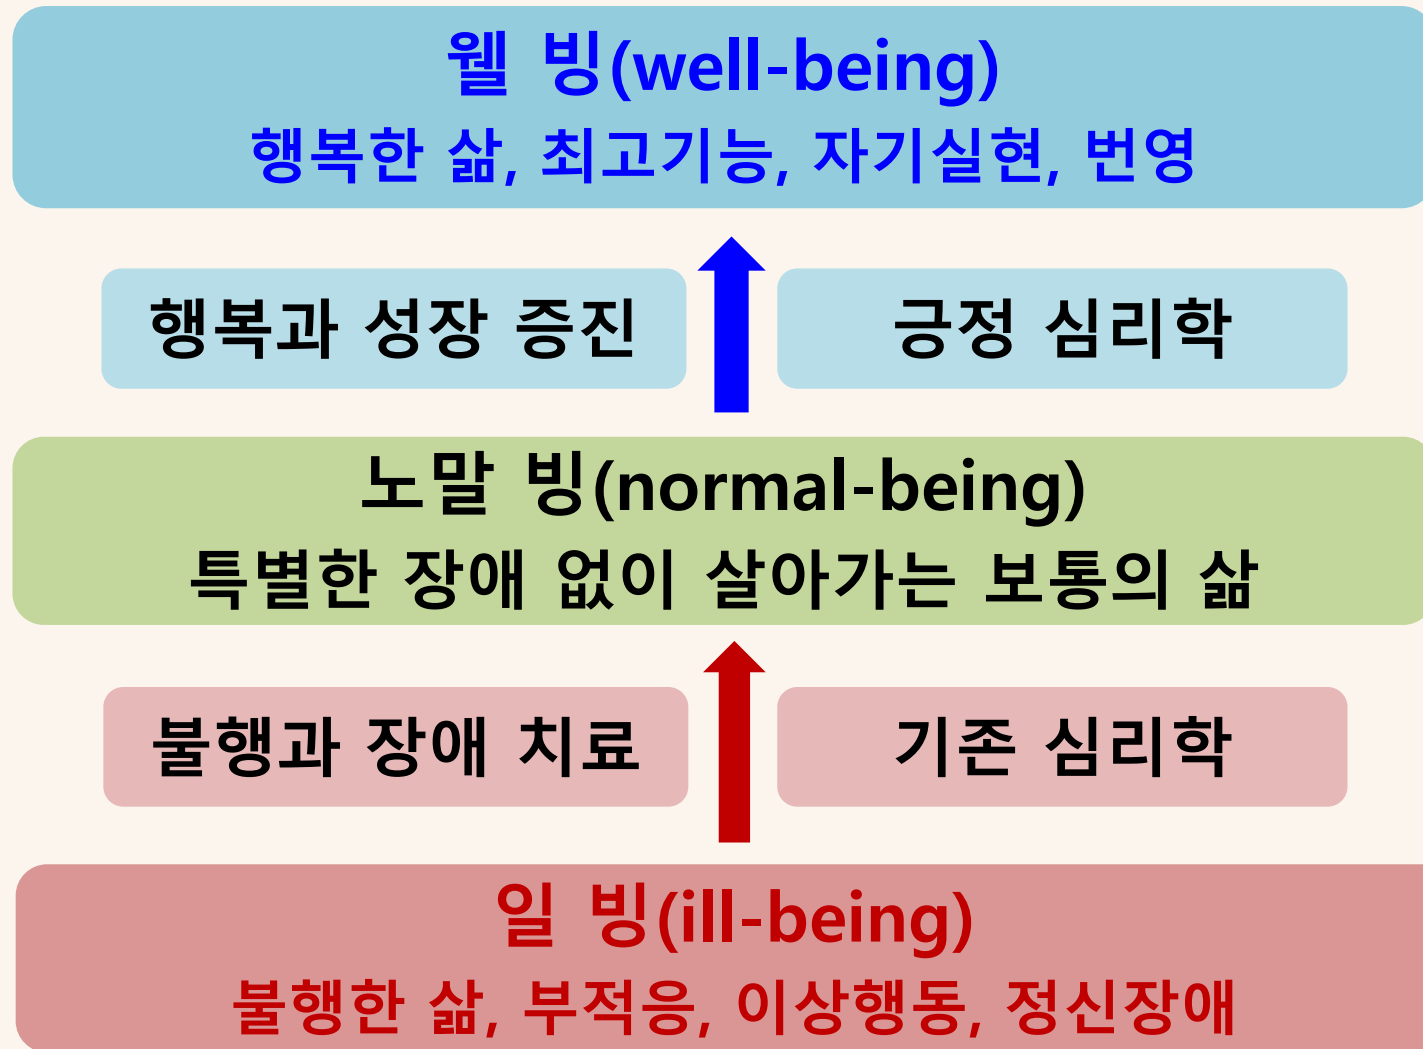 웰 빙(well-being)
행복한 삶, 최고기능, 자기실현, 번영
행복과 성장 증진
긍정 심리학
노말 빙(normal-being)
특별한 장애 없이 살아가는 보통의 삶
불행과 장애 치료
기존 심리학
일 빙(ill-being)
불행한 삶, 부적응, 이상행동, 정신장애